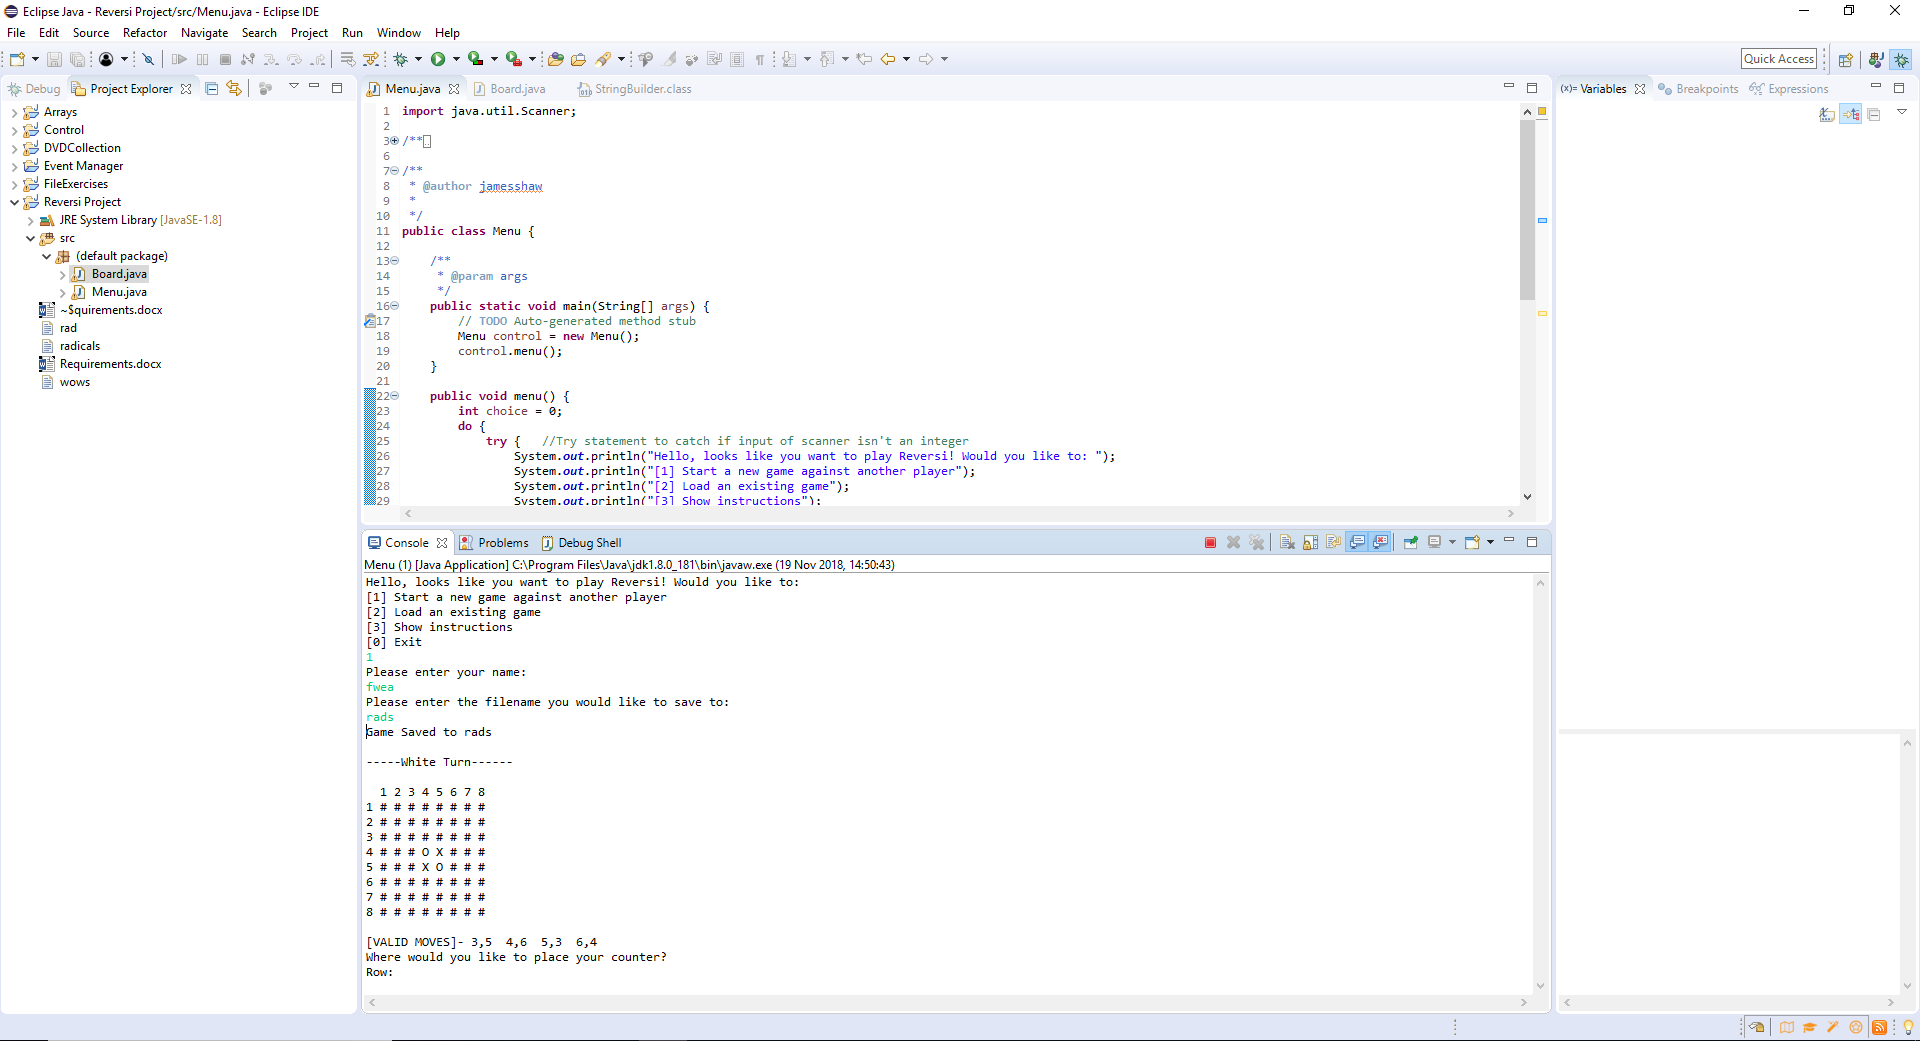 Eclipse Java - Reversi Project/src/Menu.java - Eclipse IDE
File Edit Source Refactor Navigate Search Project Run Window Help
Quick Access
Debug Project Explorer
Arrays
Control
DVDCollection
Event Manager
FileExercises
Reversi Project
JRE System Library [JavaSE-1.8]
src
(default package)
Board.java
Menu.java
~$quirements.docx
rad
radicals
Requirements.docx
wows
Menu.java Board.java StringBuilder.class
1 import java.util.Scanner;
2
3 /**
6
7 /**
8 * @author jamesshaw
9 *
10 */
11 public class Menu {
12
13 /**
14 * @param args
15 */
16 public static void main(String[] args) {
17 // TODO Auto-generated method stub
18 Menu control = new Menu();
19 control.menu();
20 }
21
22 public void menu() {
23 int choice = 0;
24 do {
25 try { //Try statement to catch if input of scanner isn't an integer
26 System.out.println("Hello, looks like you want to play Reversi! Would you like to: ");
27 System.out.println("[1] Start a new game against another player");
28 System.out.println("[2] Load an existing game");
29 System.out.println("[3] Show instructions");
(x)= Variables Breakpoints Expressions
Console Problems Debug Shell
Menu (1) [Java Application] C:\Program Files\Java\jdk1.8.0_181\bin\javaw.exe (19 Nov 2018, 14:50:43)
Hello, looks like you want to play Reversi! Would you like to:
[1] Start a new game against another player
[2] Load an existing game
[3] Show instructions
[0] Exit
1
Please enter your name:
fwea
Please enter the filename you would like to save to:
rads
Game Saved to rads
-----White Turn------
1 2 3 4 5 6 7 8
1 # # # # # # # #
2 # # # # # # # #
3 # # # # # # # #
4 # # # O X # # #
5 # # # X O # # #
6 # # # # # # # #
7 # # # # # # # #
8 # # # # # # # #
[VALID MOVES]- 3,5 4,6 5,3 6,4
Where would you like to place your counter?
Row: